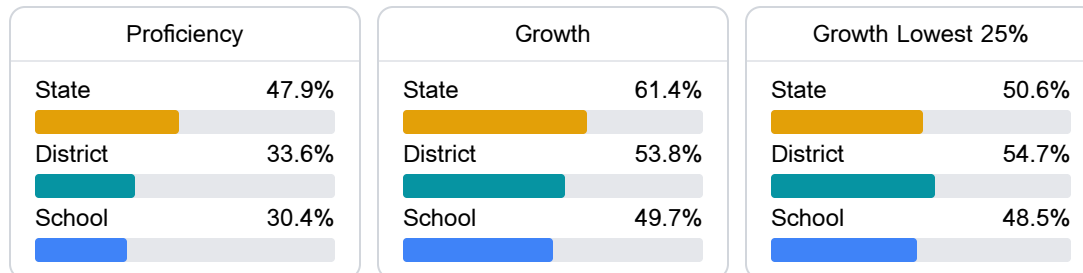 Proficiency
State 47.9%
District 33.6%
School 30.4%
Growth
State 61.4%
District 53.8%
School 49.7%
Growth Lowest 25%
State 50.6%
District 54.7%
School 48.5%